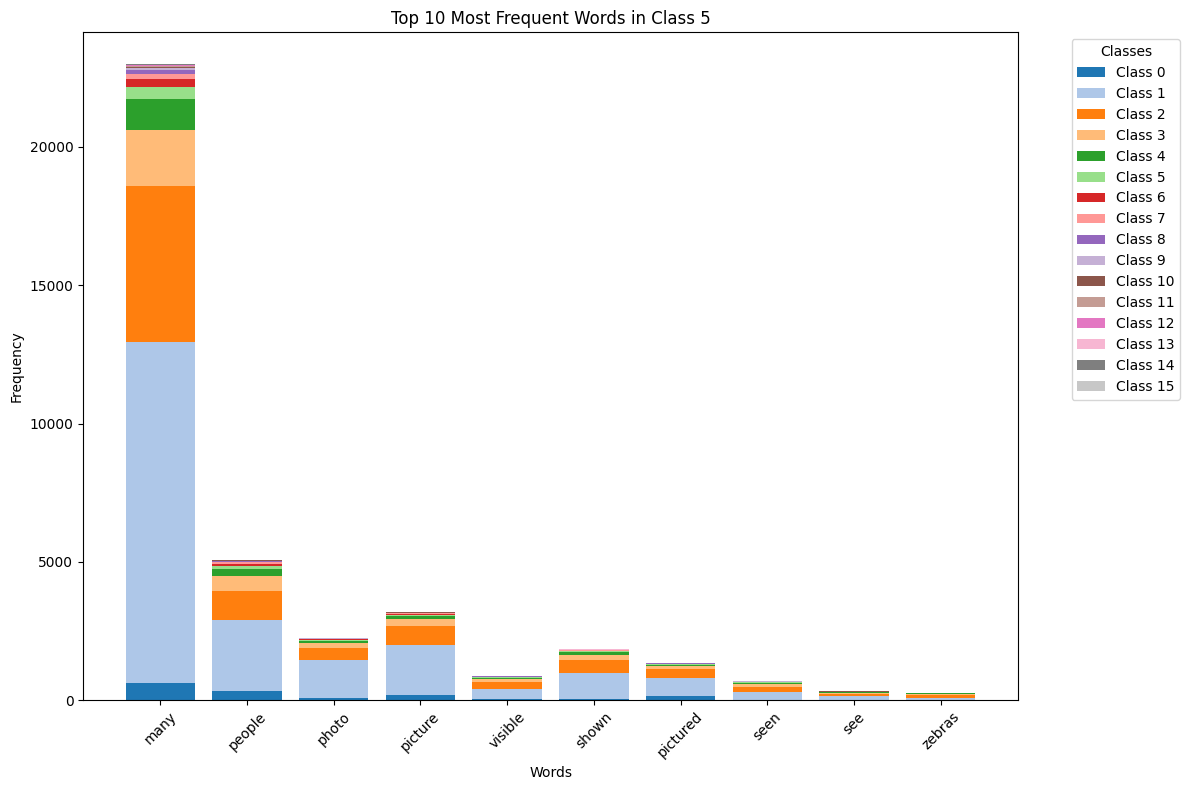 Top 10 Most Frequent Words in Class 5
Classes
Class 0
Class 1
Class 2
Class 3
Class 4
Class 5
Class 6
Class 7
Class 8
Class 9
Class 10
Class 11
Class 12
Class 13
Class 14
Class 15
Frequency
20000
15000
10000
5000
0
many
people
photo
picture
visible
shown
pictured
seen
see
zebras
Words